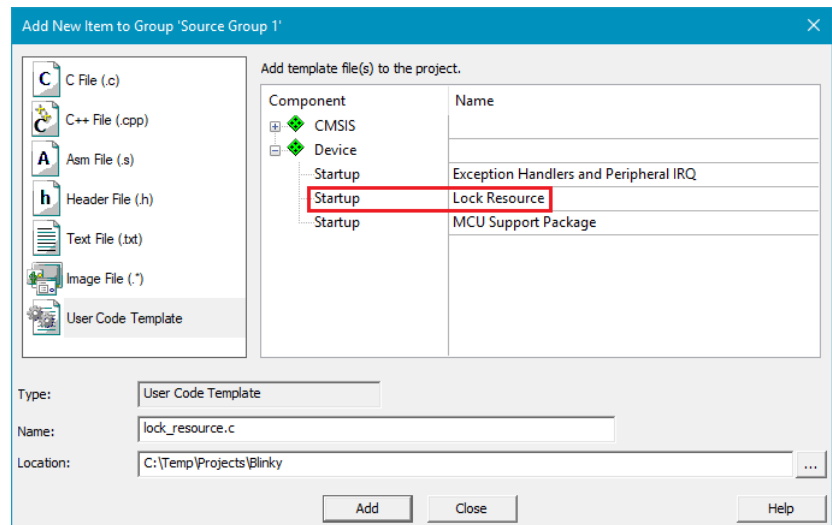 Add New Item to Group 'Source Group 1'
C File (.c)
C++ File (.cpp)
Asm File (.s)
Header File (.h)
Text File (.txt)
Image File (.*)
User Code Template
Add template file(s) to the project.
Component Name
CMSIS
Device
Startup Exception Handlers and Peripheral IRQ
Startup Lock Resource
Startup MCU Support Package
Type: User Code Template
Name: lock_resource.c
Location: C:\Temp\Projects\Blinky ...
Add Close Help